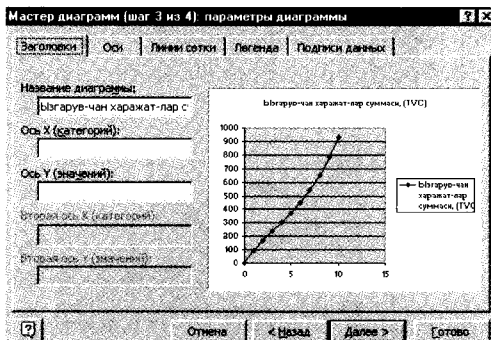 Мастер диаграмм (шаг 3 из 4): параметры диаграммы
Заголовки Оси Линии сетки Легенда Подписи данных
Название диаграммы:
Ызгарув-чан харажат-лар с
Ось X (категорий):
Ось Y (значений):
Вторая ось X (категорий)
Вторая ось Y (значений):
Ызгарув-чан харажат-лар суммаси, (TVC)
1000
900
800
700
600
500
400
300
200
100
0
0 5 10 15
Ызгарув-чан
харажат-лар
суммаси, (TVC
Отмена < Назад Далее > Готово